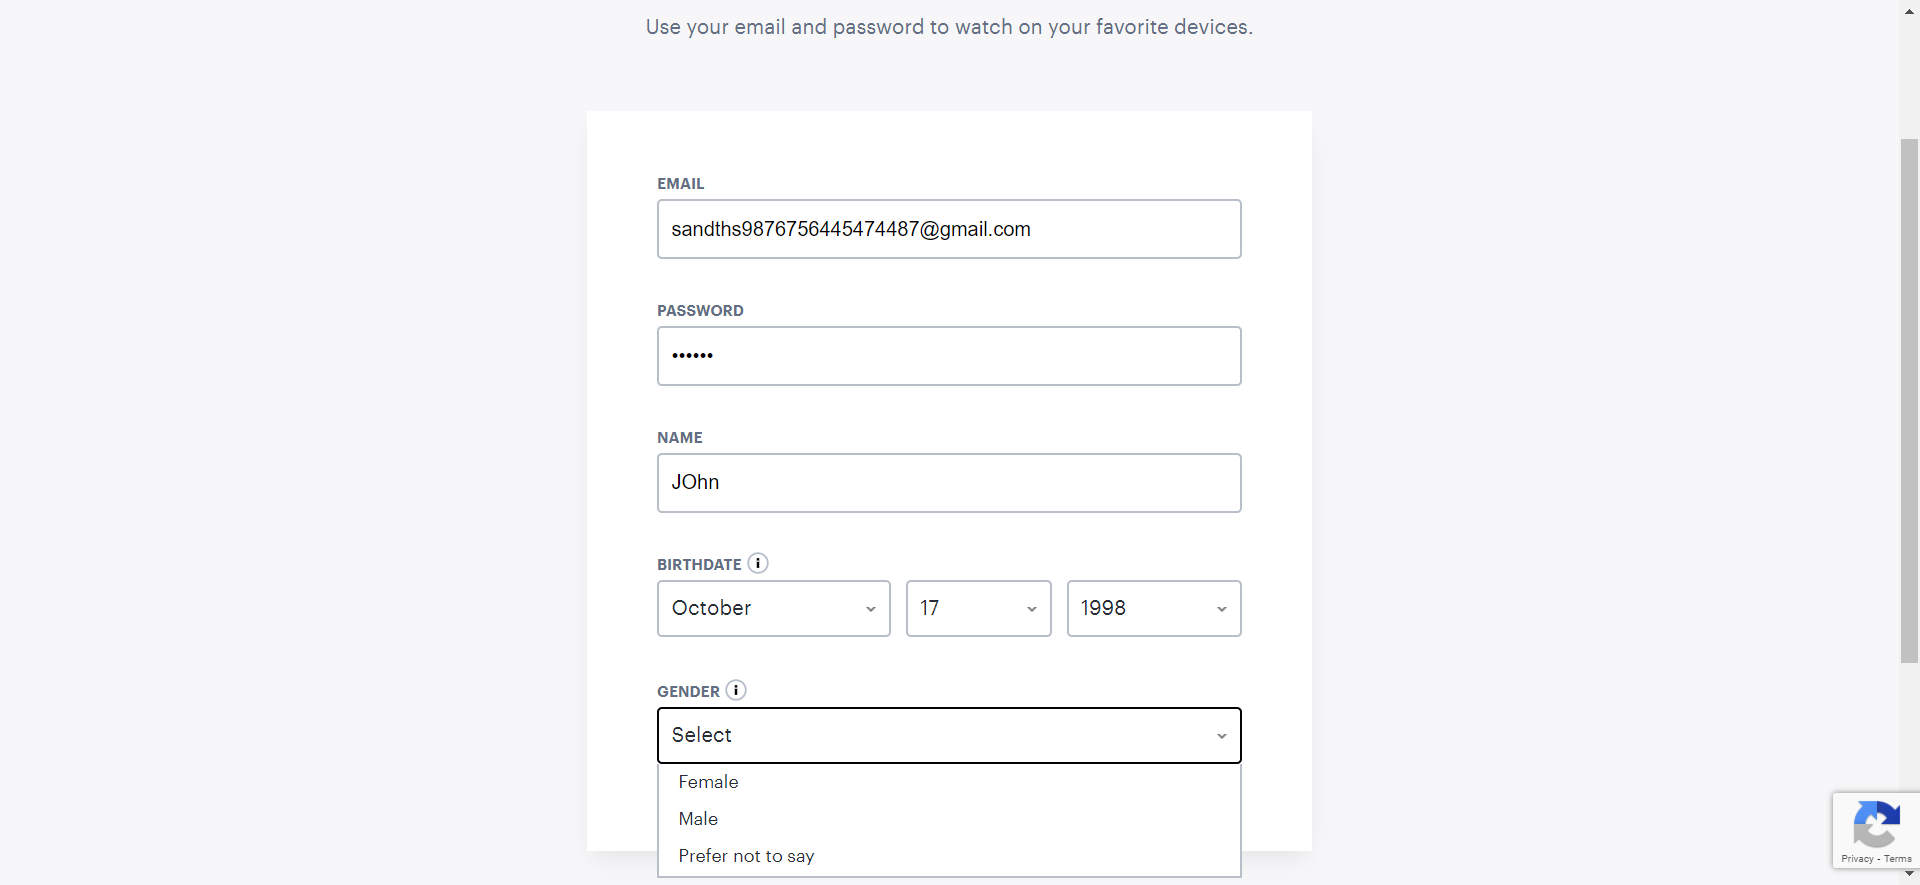 Use your email and password to watch on your favorite devices.
EMAIL
sandths9876756445474487@gmail.com
PASSWORD
••••••
NAME
JOhn
BIRTHDATE i
October 17 1998
GENDER i
Select
Female
Male
Prefer not to say
Privacy - Terms